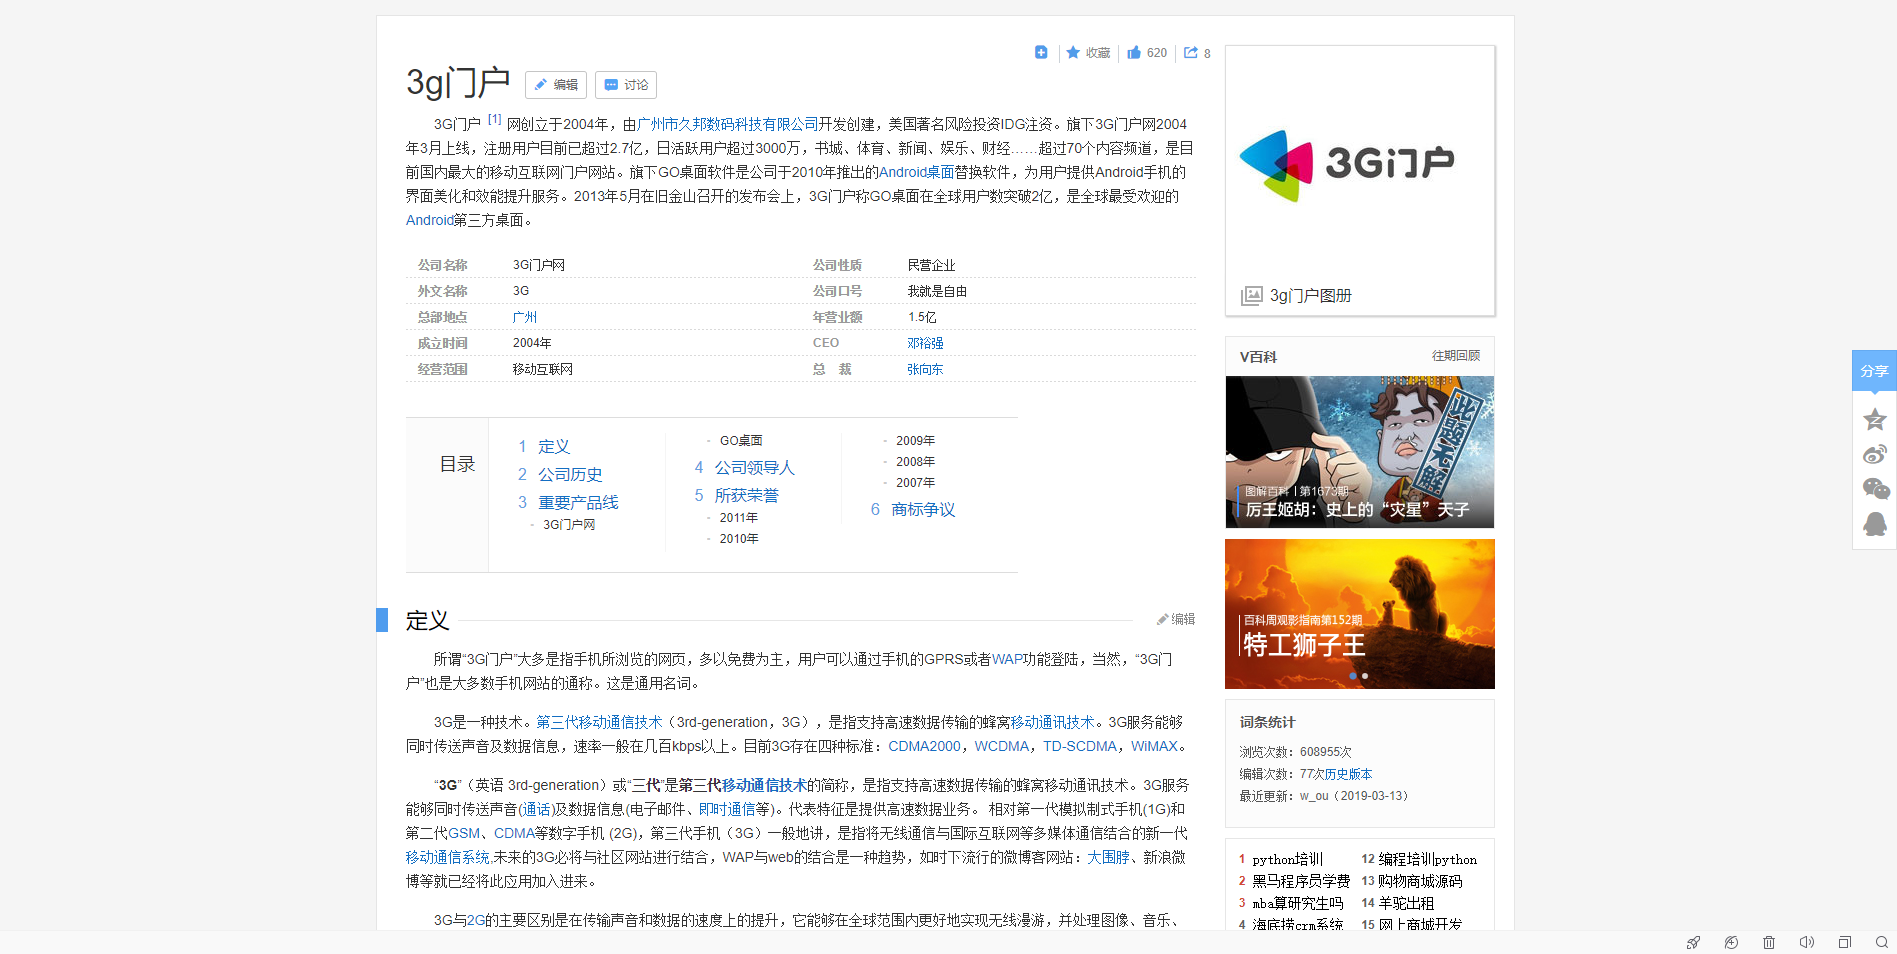 收藏
620
8
3g门户
编辑
讨论
3G门户 [1] 网创立于2004年，由广州市久邦数码科技有限公司开发创建，美国著名风险投资IDG注资。旗下3G门户网2004
年3月上线，注册用户目前已超过2.7亿，日活跃用户超过3000万，书城、体育、新闻、娱乐、财经……超过70个内容频道，是目
前国内最大的移动互联网门户网站。旗下GO桌面软件是公司于2010年推出的Android桌面替换软件，为用户提供Android手机的
界面美化和效能提升服务。2013年5月在旧金山召开的发布会上，3G门户称GO桌面在全球用户数突破2亿，是全球最受欢迎的
Android第三方桌面。
公司名称 3G门户网 公司性质 民营企业
外文名称 3G 公司口号 我就是自由
总部地点 广州 年营业额 1.5亿
成立时间 2004年 CEO 邓裕强
经营范围 移动互联网 总 裁 张向东
目录
1 定义
2 公司历史
3 重要产品线
- 3G门户网
- GO桌面
4 公司领导人
5 所获荣誉
- 2011年
- 2010年
- 2009年
- 2008年
- 2007年
6 商标争议
定义
编辑
所谓“3G门户”大多是指手机所浏览的网页，多以免费为主，用户可以通过手机的GPRS或者WAP功能登陆，当然，“3G门
户”也是大多数手机网站的通称。这是通用名词。
3G是一种技术。第三代移动通信技术（3rd-generation，3G），是指支持高速数据传输的蜂窝移动通讯技术。3G服务能够
同时传送声音及数据信息，速率一般在几百kbps以上。目前3G存在四种标准：CDMA2000，WCDMA，TD-SCDMA，WiMAX。
“3G”（英语 3rd-generation）或“三代”是第三代移动通信技术的简称，是指支持高速数据传输的蜂窝移动通讯技术。3G服务
能够同时传送声音(通话)及数据信息(电子邮件、即时通信等)。代表特征是提供高速数据业务。 相对第一代模拟制式手机(1G)和
第二代GSM、CDMA等数字手机 (2G)，第三代手机（3G）一般地讲，是指将无线通信与国际互联网等多媒体通信结合的新一代
移动通信系统,未来的3G必将与社区网站进行结合，WAP与web的结合是一种趋势，如时下流行的微博客网站：大围脖、新浪微
博等就已经将此应用加入进来。
3G与2G的主要区别是在传输声音和数据的速度上的提升，它能够在全球范围内更好地实现无线漫游，并处理图像、音乐、
3G门户
3g门户图册
V百科 往期回顾
此题无解
图解百科 | 第1673期
厉王姬胡：史上的“灾星”天子
百科周观影指南第152期
特工狮子王
词条统计
浏览次数：608955次
编辑次数：77次历史版本
最近更新：w_ou（2019-03-13）
1 python培训 12 编程培训python
2 黑马程序员学费 13 购物商城源码
3 mba算研究生吗 14 羊驼出租
4 海底捞crm系统 15 网上商城开发
分享